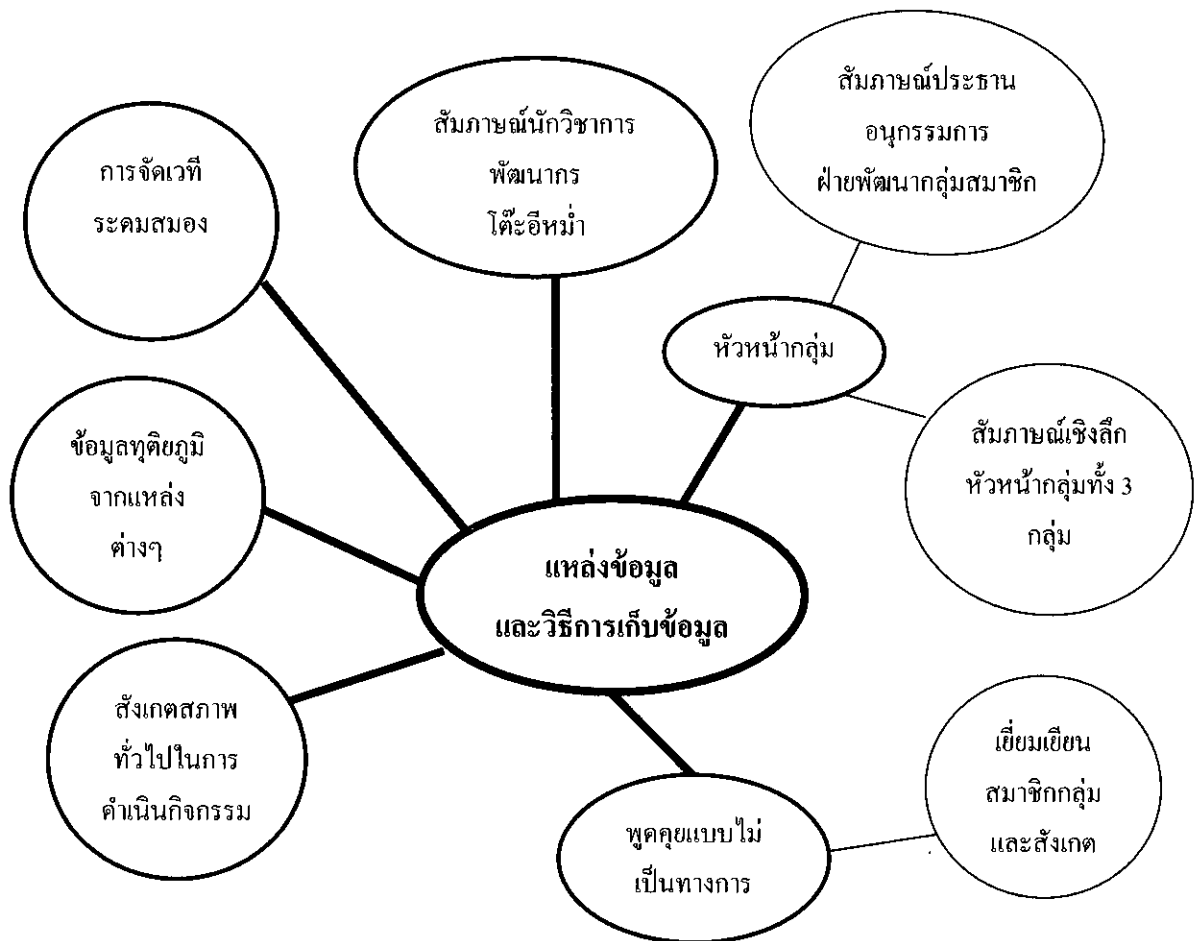 การจัดเวที
ระดมสมอง
สัมภาษณ์นักวิชาการ
พัฒนากร
โต๊ะอีหม่ำ
สัมภาษณ์ประธาน
อนุกรรมการ
ฝ่ายพัฒนากลุ่มสมาชิก
หัวหน้ากลุ่ม
สัมภาษณ์เชิงลึก
หัวหน้ากลุ่มทั้ง 3
กลุ่ม
ข้อมูลทุติยภูมิ
จากแหล่ง
ต่างๆ
แหล่งข้อมูล
และวิธีการเก็บข้อมูล
สังเกตสภาพ
ทั่วไปในการ
ดำเนินกิจกรรม
พูดคุยแบบไม่
เป็นทางการ
เยี่ยมเยียน
สมาชิกกลุ่ม
และสังเกต